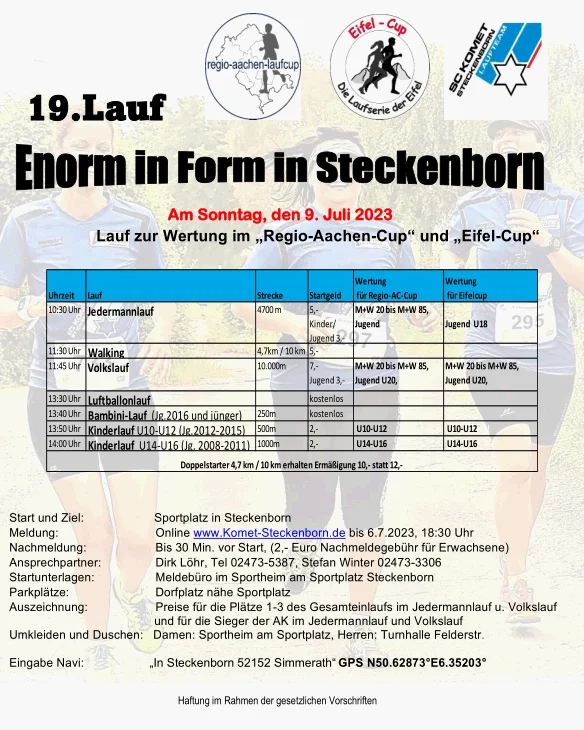 regio-aachen-laufcup
Eifel - Cup
Die Laufserie der Eifel
SC KOMET
STECKENBORN
LAUFTEAM
19.Lauf
Enorm in Form in Steckenborn
Am Sonntag, den 9. Juli 2023
Lauf zur Wertung im „Regio-Aachen-Cup“ und „Eifel-Cup“
Uhrzeit Lauf Strecke Startgeld Wertung für Regio-AC-Cup Wertung für Eifelcup
10:30 Uhr Jedermannlauf 4700 m 5,- Kinder/ Jugend 3,- M+W 20 bis M+W 85, Jugend Jugend U18
11:30 Uhr Walking 4,7km / 10 km 5,-
11:45 Uhr Volkslauf 10.000m 7,- Jugend 3,- M+W 20 bis M+W 85, Jugend U20, M+W 20 bis M+W 85, Jugend U20,
13:30 Uhr Luftballonlauf kostenlos
13:40 Uhr Bambini-Lauf (Jg.2016 und jünger) 250m kostenlos
13:50 Uhr Kinderlauf U10-U12 (Jg.2012-2015) 500m 2,- U10-U12 U10-U12
14:00 Uhr Kinderlauf U14-U16 (Jg. 2008-2011) 1000m 2,- U14-U16 U14-U16
Doppelstarter 4,7 km / 10 km erhalten Ermäßigung 10,- statt 12,-
297
295
Start und Ziel: Sportplatz in Steckenborn
Meldung: Online www.Komet-Steckenborn.de bis 6.7.2023, 18:30 Uhr
Nachmeldung: Bis 30 Min. vor Start, (2,- Euro Nachmeldegebühr für Erwachsene)
Ansprechpartner: Dirk Löhr, Tel 02473-5387, Stefan Winter 02473-3306
Startunterlagen: Meldebüro im Sportheim am Sportplatz Steckenborn
Parkplätze: Dorfplatz nähe Sportplatz
Auszeichnung: Preise für die Plätze 1-3 des Gesamteinlaufs im Jedermannlauf u. Volkslauf
und für die Sieger der AK im Jedermannlauf und Volkslauf
Umkleiden und Duschen: Damen: Sportheim am Sportplatz, Herren: Turnhalle Felderstr.
Eingabe Navi: „In Steckenborn 52152 Simmerath“ GPS N50.62873°E6.35203°
Haftung im Rahmen der gesetzlichen Vorschriften